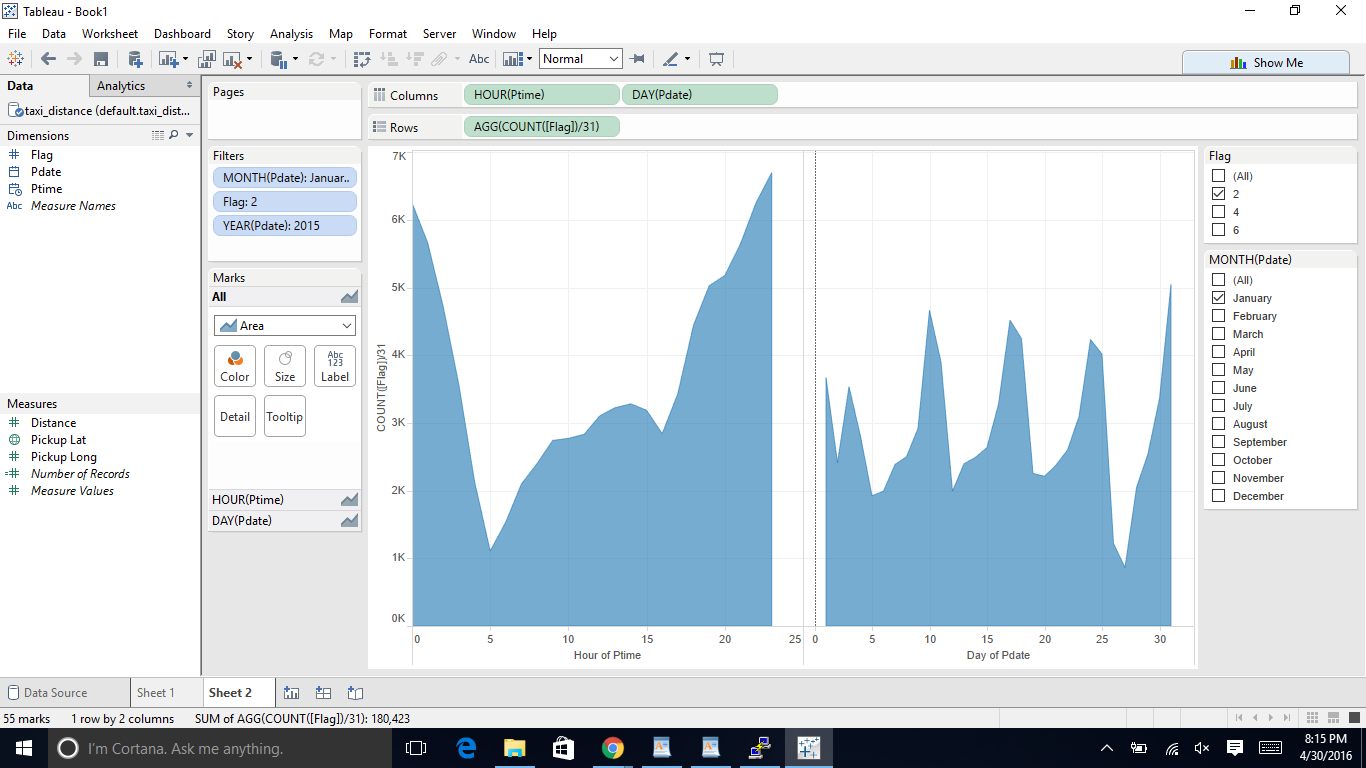 Tableau - Book1
File Data Worksheet Dashboard Story Analysis Map Format Server Window Help
Abc Normal Show Me
Data Analytics
taxi_distance (default.taxi_dist...
Dimensions
Flag
Pdate
Ptime
Abc Measure Names
Measures
Distance
Pickup Lat
Pickup Long
Number of Records
Measure Values
Pages
Filters
MONTH(Pdate): Januar..
Flag: 2
YEAR(Pdate): 2015
Marks
All
Area
Color Size Abc 123 Label
Detail Tooltip
HOUR(Ptime)
DAY(Pdate)
Columns HOUR(Ptime) DAY(Pdate)
Rows AGG(COUNT([Flag])/31)
COUNT([Flag])/31
7K
6K
5K
4K
3K
2K
1K
0K
0 5 10 15 20 25 0 5 10 15 20 25 30
Hour of Ptime Day of Pdate
Flag
(All)
2
4
6
MONTH(Pdate)
(All)
January
February
March
April
May
June
July
August
September
October
November
December
Data Source Sheet 1 Sheet 2
55 marks 1 row by 2 columns SUM of AGG(COUNT([Flag])/31): 180,423
I'm Cortana. Ask me anything.
8:15 PM
4/30/2016